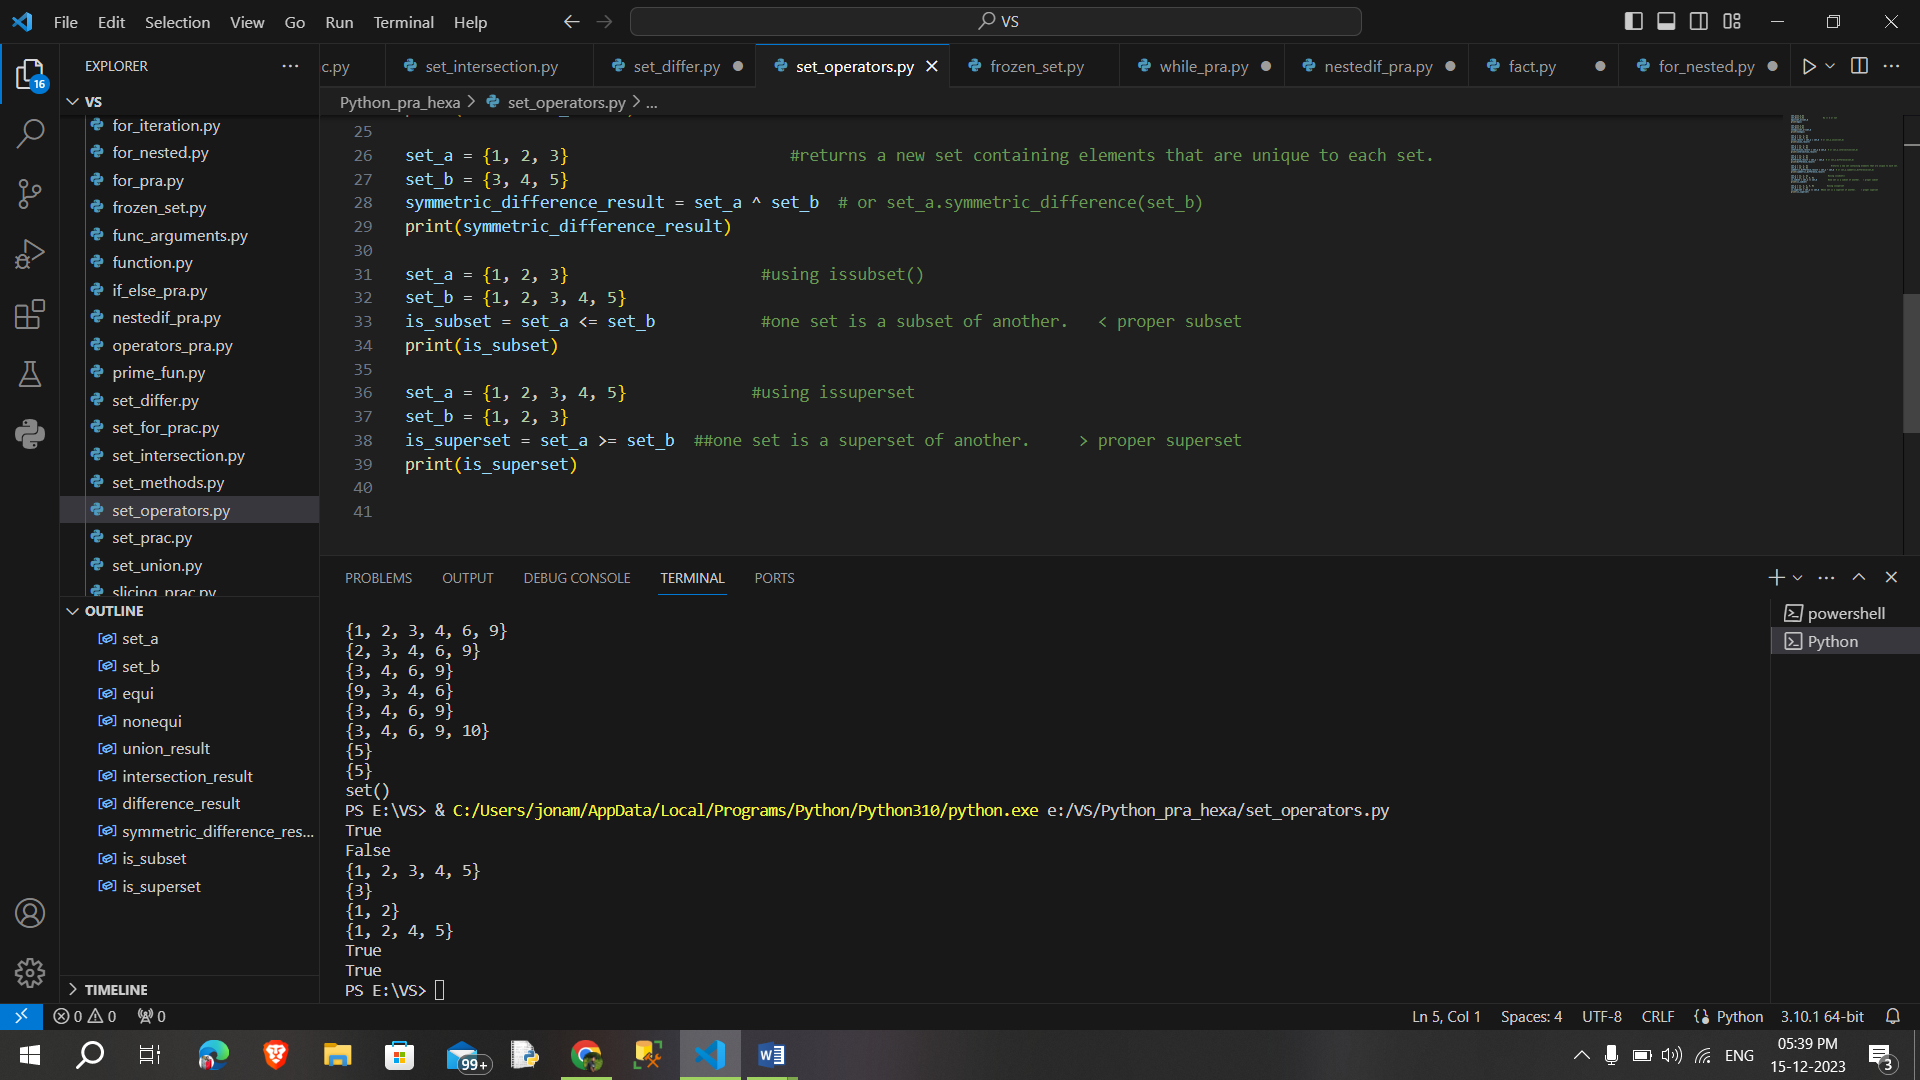 File Edit Selection View Go Run Terminal Help
VS
16
EXPLORER
VS
for_iteration.py
for_nested.py
for_pra.py
frozen_set.py
func_arguments.py
function.py
if_else_pra.py
nestedif_pra.py
operators_pra.py
prime_fun.py
set_differ.py
set_for_prac.py
set_intersection.py
set_methods.py
set_operators.py
set_prac.py
set_union.py
slicing_prac.py
OUTLINE
set_a
set_b
equi
nonequi
union_result
intersection_result
difference_result
symmetric_difference_res...
is_subset
is_superset
TIMELINE
c.py set_intersection.py set_differ.py set_operators.py frozen_set.py while_pra.py nestedif_pra.py fact.py for_nested.py
Python_pra_hexa > set_operators.py > ...
25
26 set_a = {1, 2, 3} #returns a new set containing elements that are unique to each set.
27 set_b = {3, 4, 5}
28 symmetric_difference_result = set_a ^ set_b # or set_a.symmetric_difference(set_b)
29 print(symmetric_difference_result)
30
31 set_a = {1, 2, 3} #using issubset()
32 set_b = {1, 2, 3, 4, 5}
33 is_subset = set_a <= set_b #one set is a subset of another. < proper subset
34 print(is_subset)
35
36 set_a = {1, 2, 3, 4, 5} #using issuperset
37 set_b = {1, 2, 3}
38 is_superset = set_a >= set_b ##one set is a superset of another. > proper superset
39 print(is_superset)
40
41
PROBLEMS OUTPUT DEBUG CONSOLE TERMINAL PORTS
{1, 2, 3, 4, 6, 9}
{2, 3, 4, 6, 9}
{3, 4, 6, 9}
{9, 3, 4, 6}
{3, 4, 6, 9}
{3, 4, 6, 9, 10}
{5}
{5}
set()
PS E:\VS> & C:/Users/jonam/AppData/Local/Programs/Python/Python310/python.exe e:/VS/Python_pra_hexa/set_operators.py
True
False
{1, 2, 3, 4, 5}
{3}
{1, 2}
{1, 2, 4, 5}
True
True
PS E:\VS>
powershell
Python
0 0 0 Ln 5, Col 1 Spaces: 4 UTF-8 CRLF Python 3.10.1 64-bit
99+ ENG 05:39 PM
15-12-2023
3